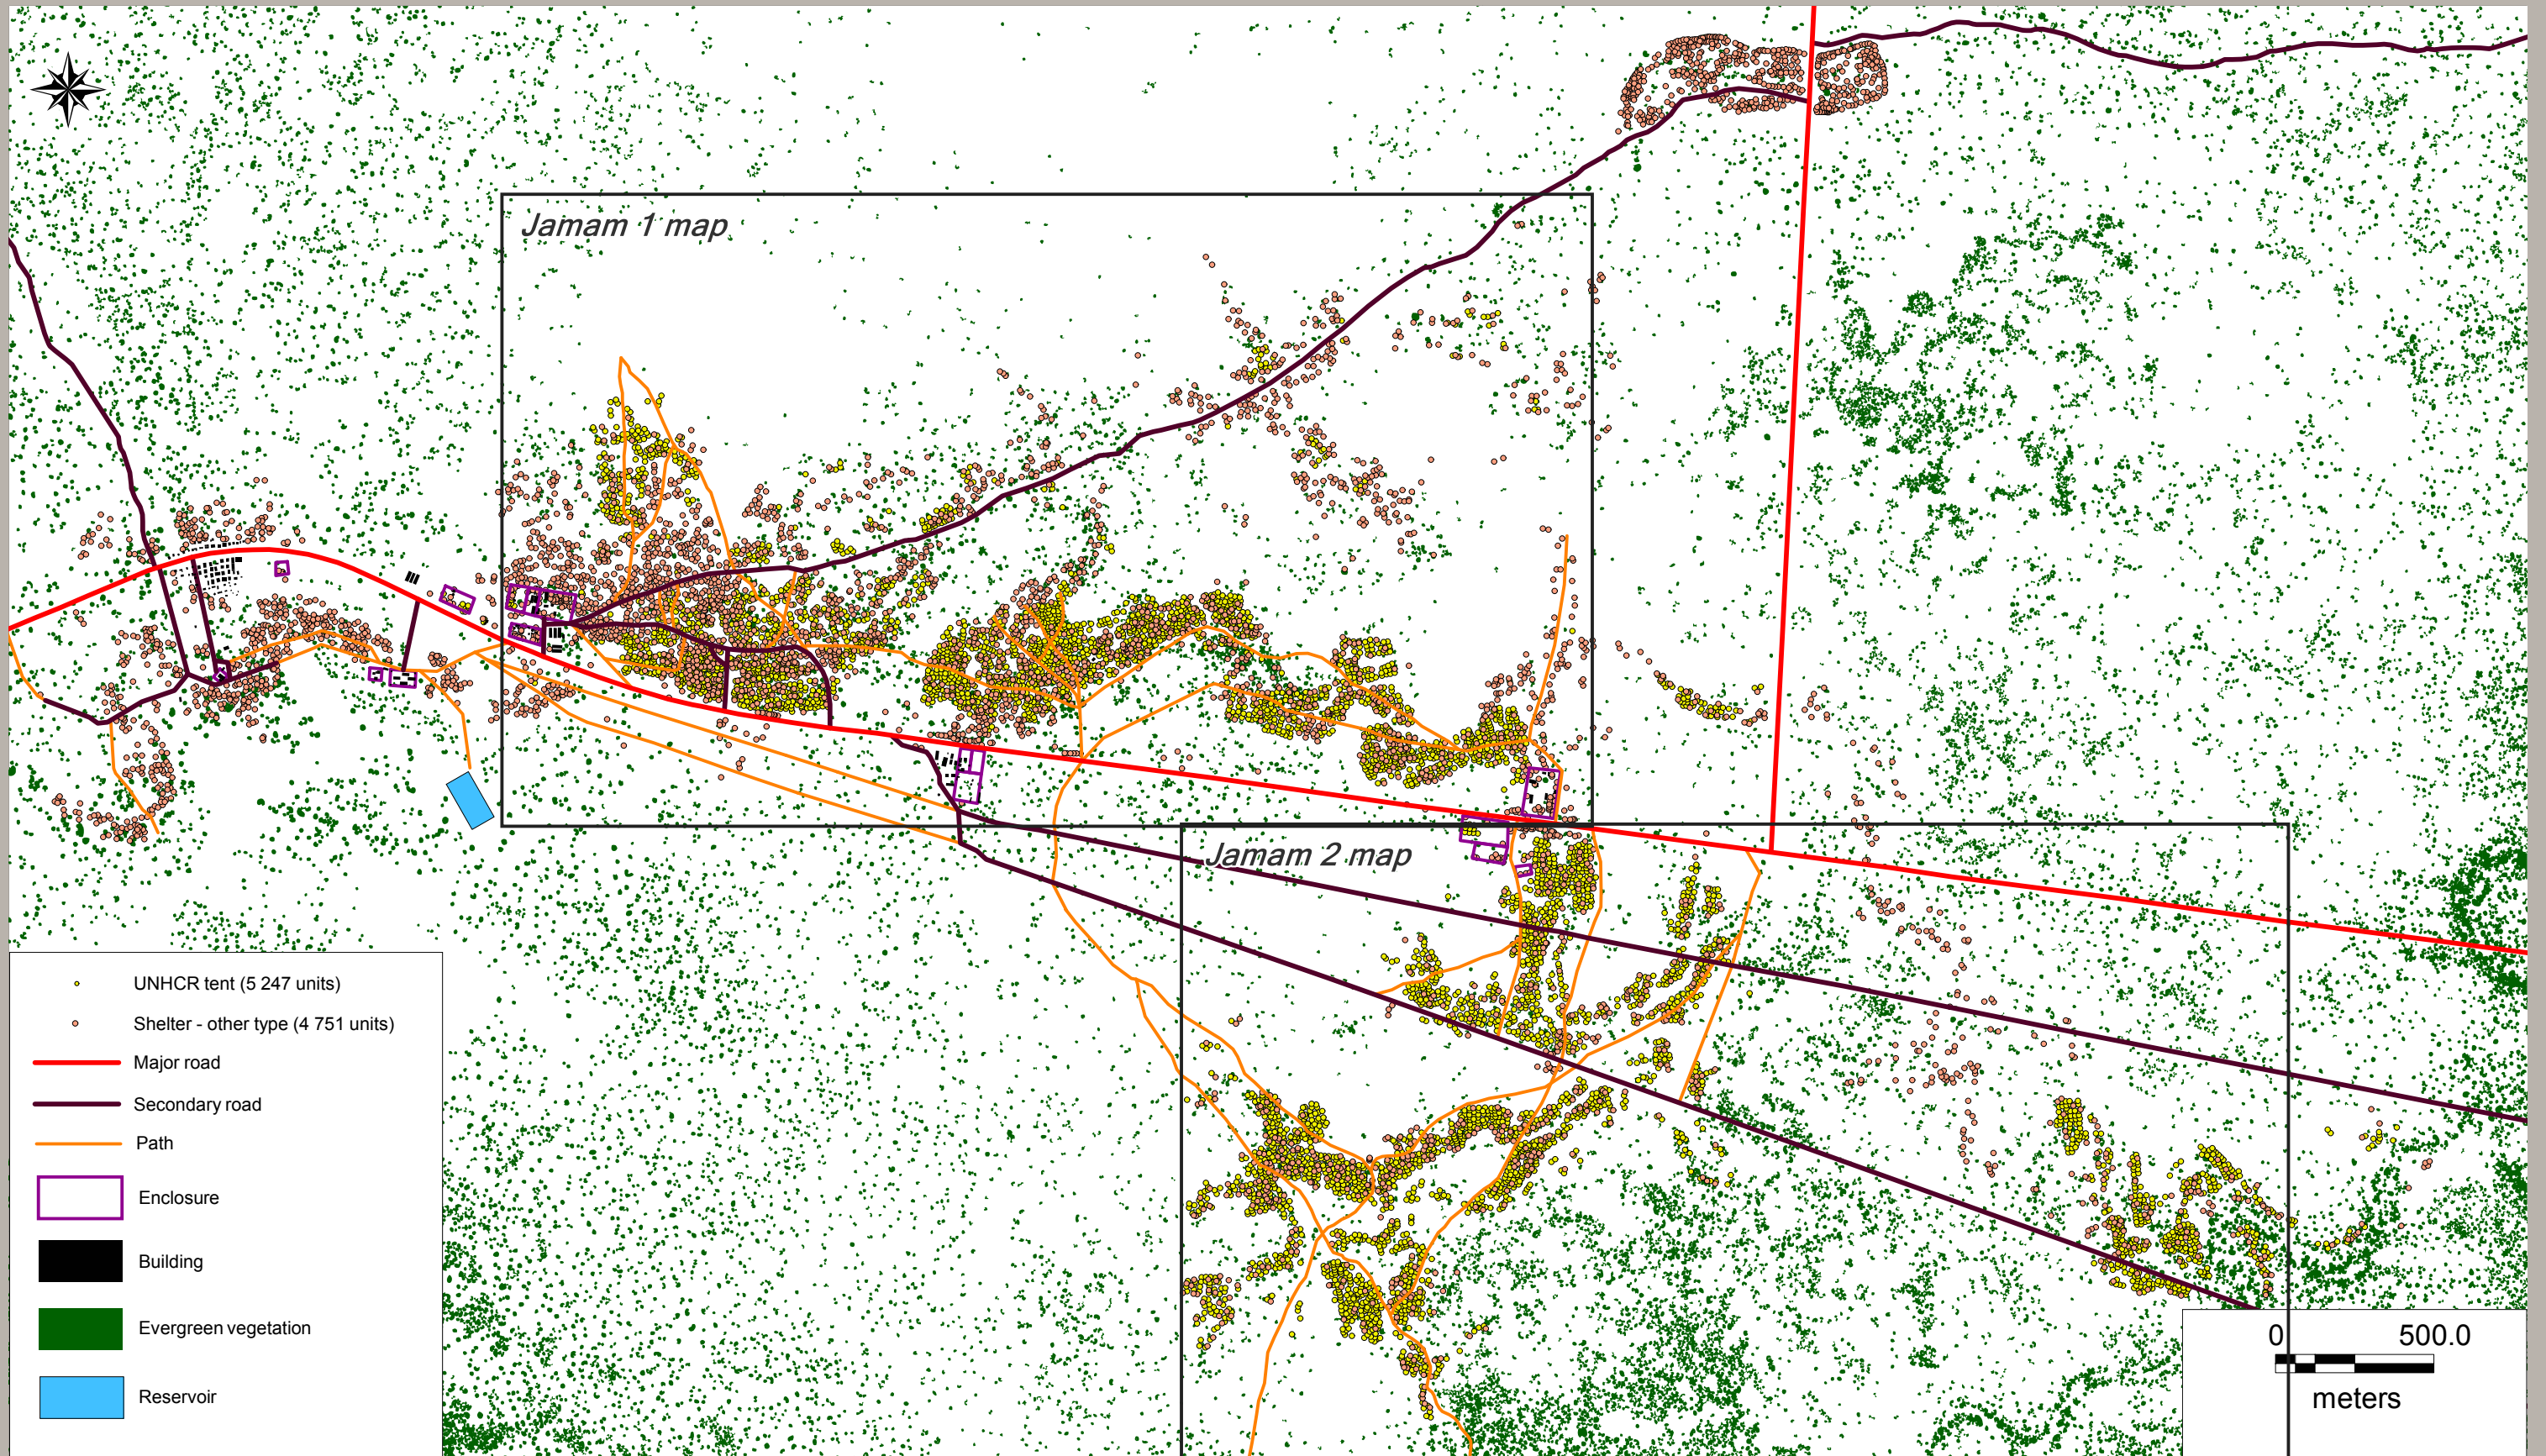 Jamam 1 map
Jamam 2 map
UNHCR tent (5 247 units)
Shelter - other type (4 751 units)
Major road
Secondary road
Path
Enclosure
Building
Evergreen vegetation
Reservoir
0 500.0
meters